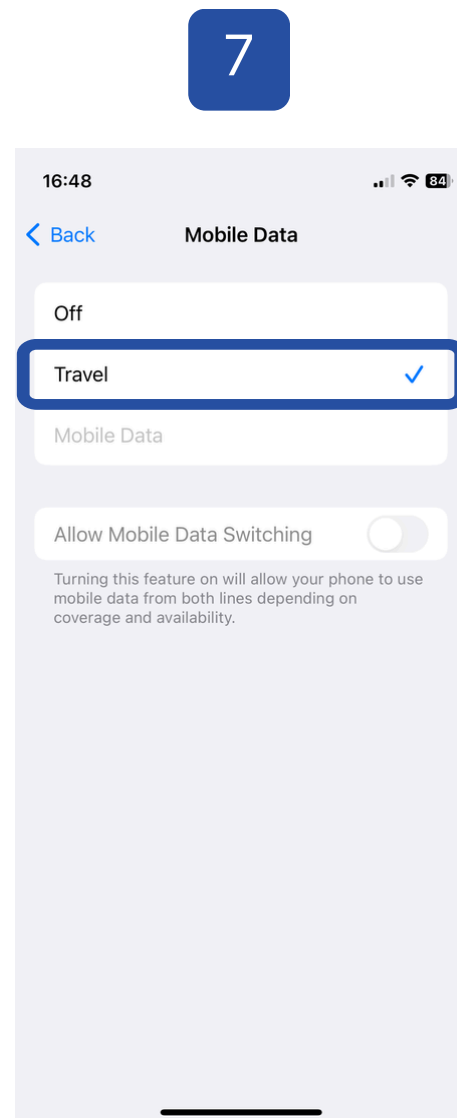 7
16:48
84
Back
Mobile Data
Off
Travel
Mobile Data
Allow Mobile Data Switching
Turning this feature on will allow your phone to use
mobile data from both lines depending on
coverage and availability.